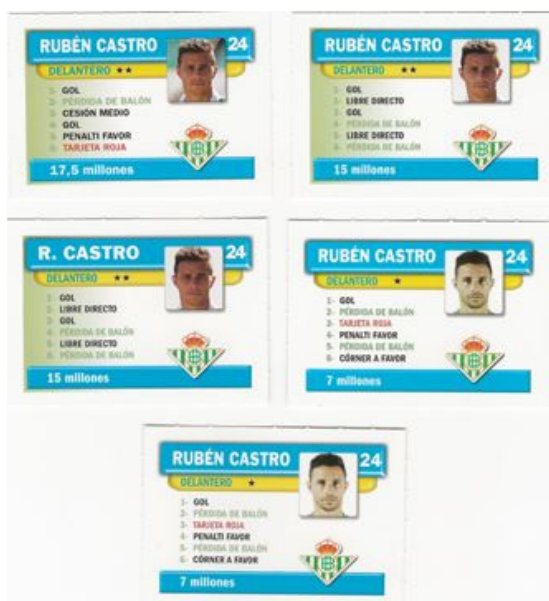 RUBÉN CASTRO 24
DELANTERO ★★
1- GOL
2- PÉRDIDA DE BALÓN
3- CESIÓN MEDIO
4- GOL
5- PENALTI FAVOR
6- TARJETA ROJA
17,5 millones
RUBÉN CASTRO 24
DELANTERO ★★
1- GOL
2- LIBRE DIRECTO
3- GOL
4- PÉRDIDA DE BALÓN
5- LIBRE DIRECTO
6- PÉRDIDA DE BALÓN
15 millones
R. CASTRO 24
DELANTERO ★★
1- GOL
2- LIBRE DIRECTO
3- GOL
4- PÉRDIDA DE BALÓN
5- LIBRE DIRECTO
6- PÉRDIDA DE BALÓN
15 millones
RUBÉN CASTRO 24
DELANTERO ★
1- GOL
2- PÉRDIDA DE BALÓN
3- TARJETA ROJA
4- PENALTI FAVOR
5- PÉRDIDA DE BALÓN
6- CÓRNER A FAVOR
7 millones
RUBÉN CASTRO 24
DELANTERO ★
1- GOL
2- PÉRDIDA DE BALÓN
3- TARJETA ROJA
4- PENALTI FAVOR
5- PÉRDIDA DE BALÓN
6- CÓRNER A FAVOR
7 millones